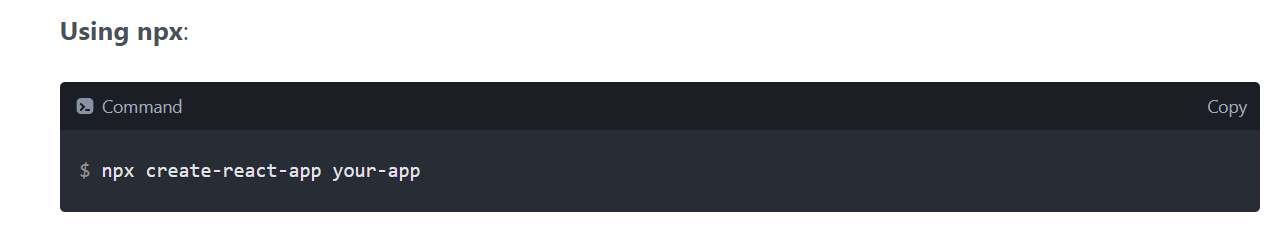 Using npx:
Command
Copy
$ npx create-react-app your-app